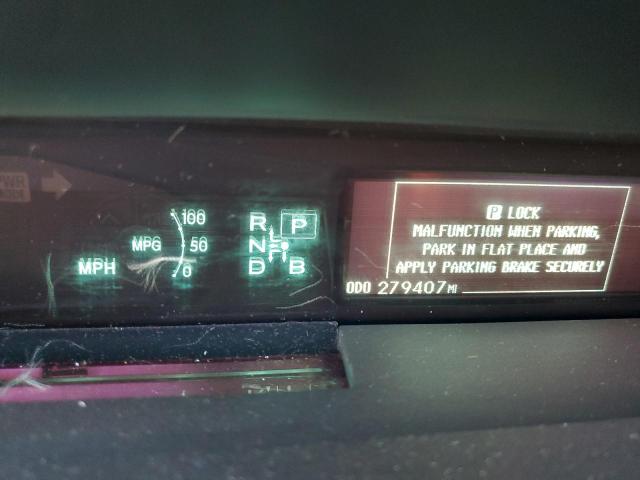 PWR
100
MPG 50
MPH 0
R P
N
D B
P LOCK
MALFUNCTION WHEN PARKING,
PARK IN FLAT PLACE AND
APPLY PARKING BRAKE SECURELY
ODO 279407 MI